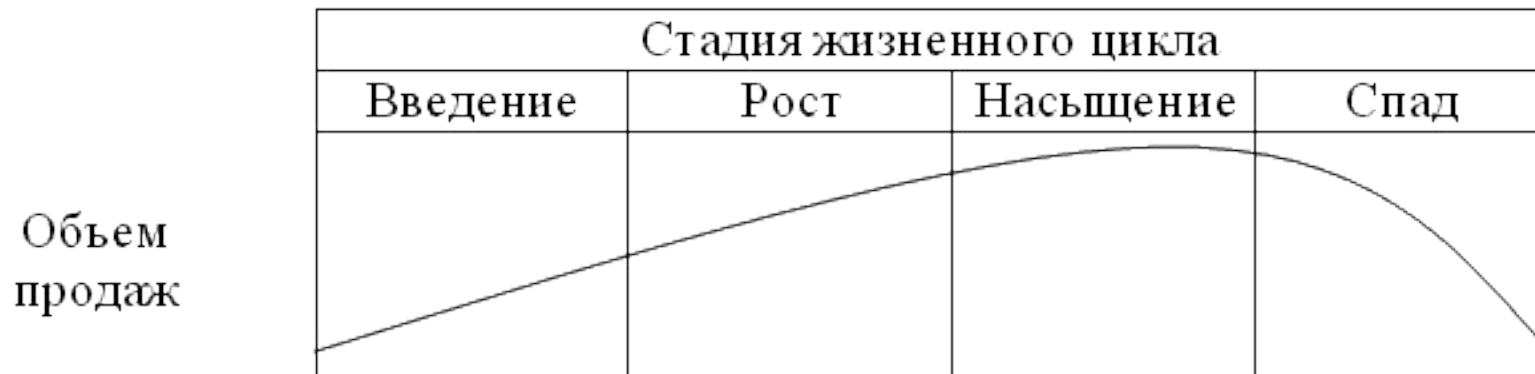 Стадия жизненного цикла
Введение Рост Насыщение Спад
Объем
продаж